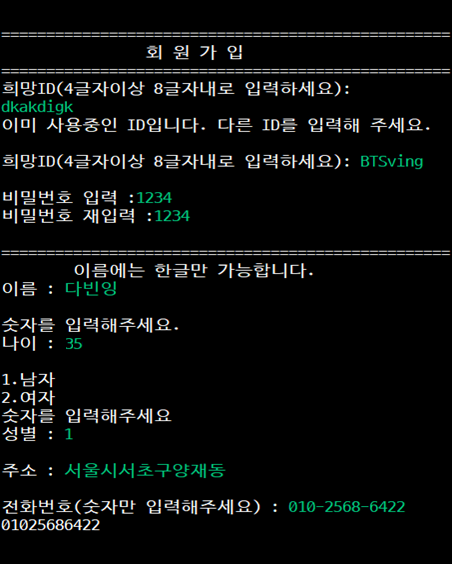 ==================================================
회 원 가 입
==================================================
희망ID(4글자이상 8글자내로 입력하세요):
dkakdigk
이미 사용중인 ID입니다. 다른 ID를 입력해 주세요.
희망ID(4글자이상 8글자내로 입력하세요): BTSving
비밀번호 입력 :1234
비밀번호 재입력 :1234
==================================================
이름에는 한글만 가능합니다.
이름 : 다빈잉
숫자를 입력해주세요.
나이 : 35
1.남자
2.여자
숫자를 입력해주세요
성별 : 1
주소 : 서울시서초구양재동
전화번호(숫자만 입력해주세요) : 010-2568-6422
01025686422